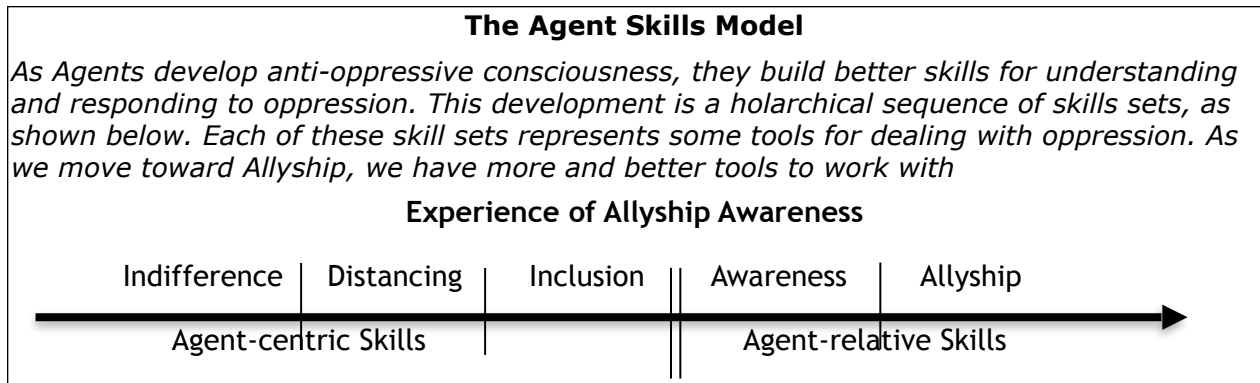 The Agent Skills Model
As Agents develop anti-oppressive consciousness, they build better skills for understanding
and responding to oppression. This development is a holarchical sequence of skills sets, as
shown below. Each of these skill sets represents some tools for dealing with oppression. As
we move toward Allyship, we have more and better tools to work with
Experience of Allyship Awareness
Indifference Distancing Inclusion Awareness Allyship
Agent-centric Skills Agent-relative Skills